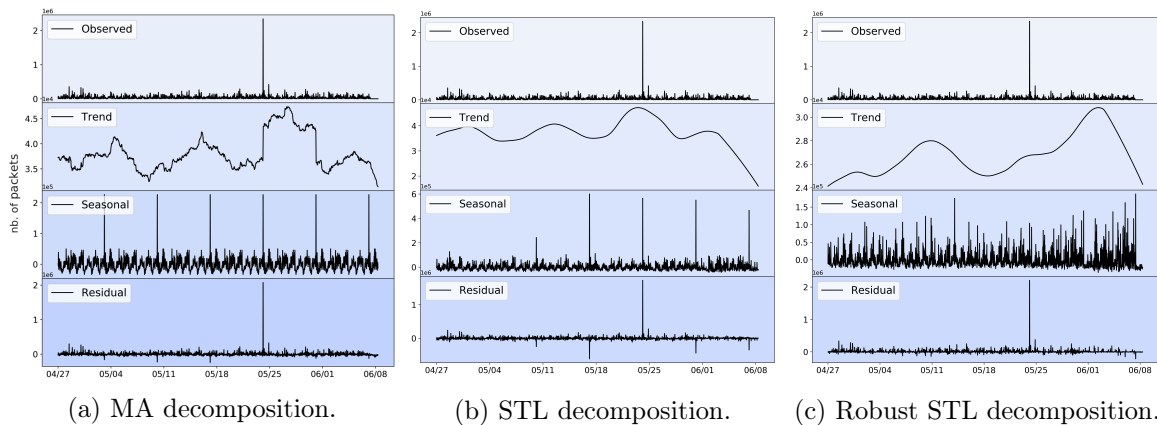 1e6
2
Observed
1
0
1e4
4.5
Trend
4.0
3.5
nb. of packets
1e5
2
Seasonal
1
0
1e6
2
Residual
1
0
04/27 05/04 05/11 05/18 05/25 06/01 06/08
(a) MA decomposition.
1e6
2
Observed
1
0
1e4
Trend
4
3
2
1e5
6
Seasonal
4
2
0
1e6
Residual
1
0
04/27 05/04 05/11 05/18 05/25 06/01 06/08
(b) STL decomposition.
1e6
2
Observed
1
0
1e4
3.0
Trend
2.8
2.6
2.4
1e5
1.5
Seasonal
1.0
0.5
0.0
1e6
2
Residual
1
0
04/27 05/04 05/11 05/18 05/25 06/01 06/08
(c) Robust STL decomposition.